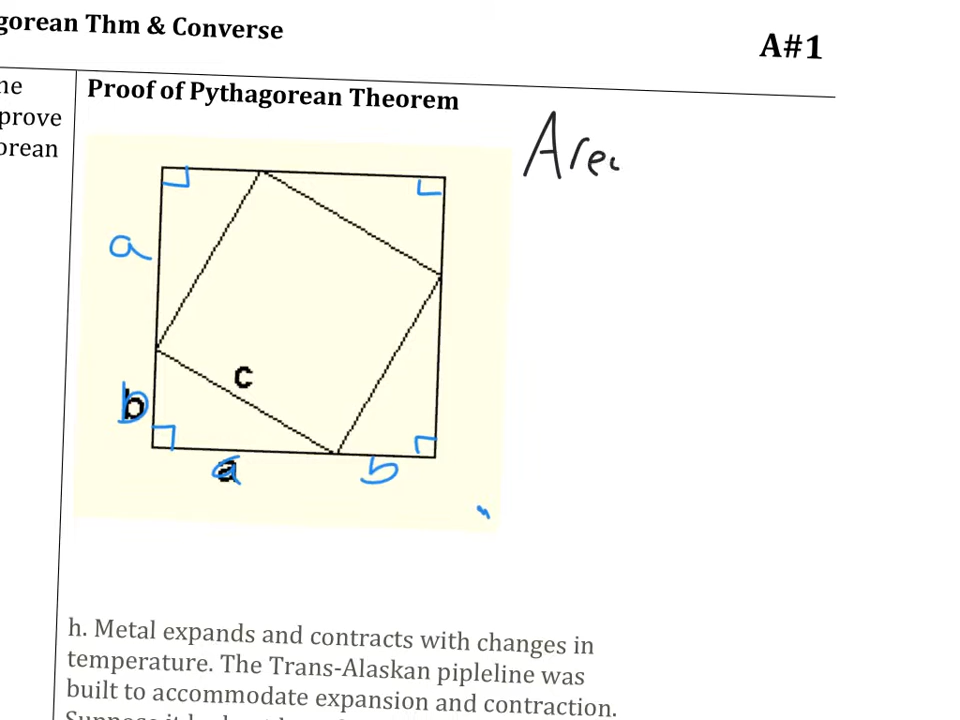 gorean Thm & Converse
A#1
he
prove
orean
Proof of Pythagorean Theorem
Area
a
c
b
a
b
h. Metal expands and contracts with changes in
temperature. The Trans-Alaskan pipleline was
built to accommodate expansion and contraction.